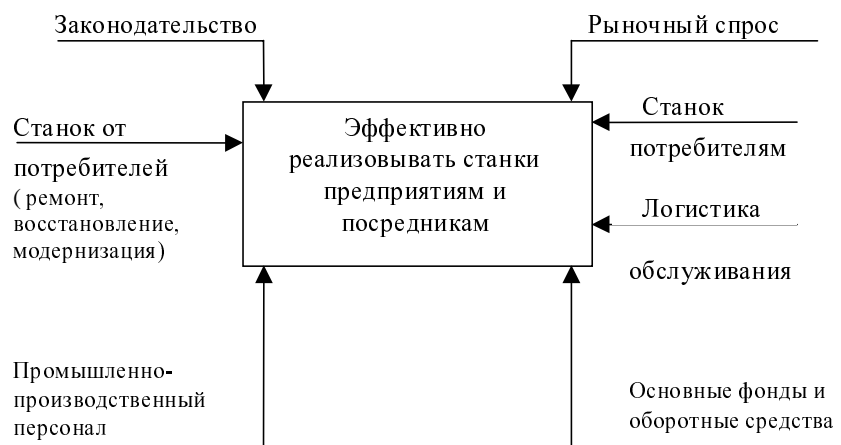 Законодательство
Рыночный спрос
Станок от
потребителей
( ремонт,
восстановление,
модернизация)
Эффективно
реализовывать станки
предприятиям и
посредникам
Станок
потребителям
Логистика
обслуживания
Промышленно-
производственный
персонал
Основные фонды и
оборотные средства